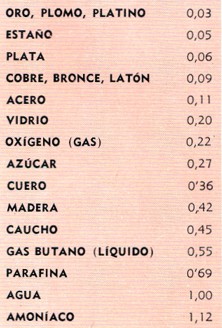 ORO, PLOMO, PLATINO 0,03
ESTAÑO 0,05
PLATA 0,06
COBRE, BRONCE, LATÓN 0,09
ACERO 0,11
VIDRIO 0,20
OXÍGENO (GAS) 0,22
AZÚCAR 0,27
CUERO 0'36
MADERA 0,42
CAUCHO 0,45
GAS BUTANO (LÍQUIDO) 0,55
PARAFINA 0'69
AGUA 1,00
AMONÍACO 1,12